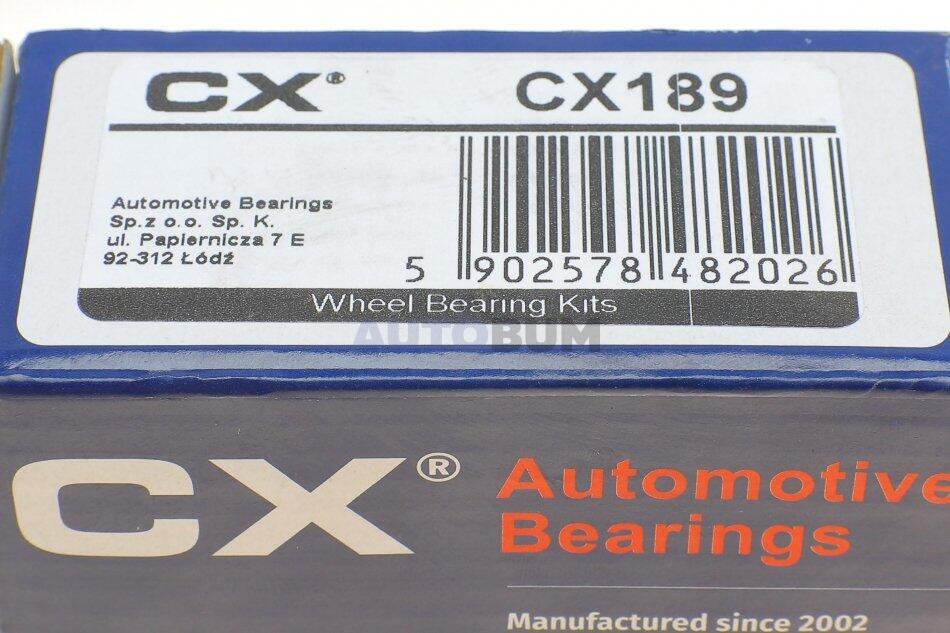 CX® CX189
Automotive Bearings
Sp.z o.o. Sp. K.
ul. Papiernicza 7 E
92-312 Łódź
5 902578 482026
Wheel Bearing Kits
AUTOBUM
CX® Automotive
Bearings
Manufactured since 2002